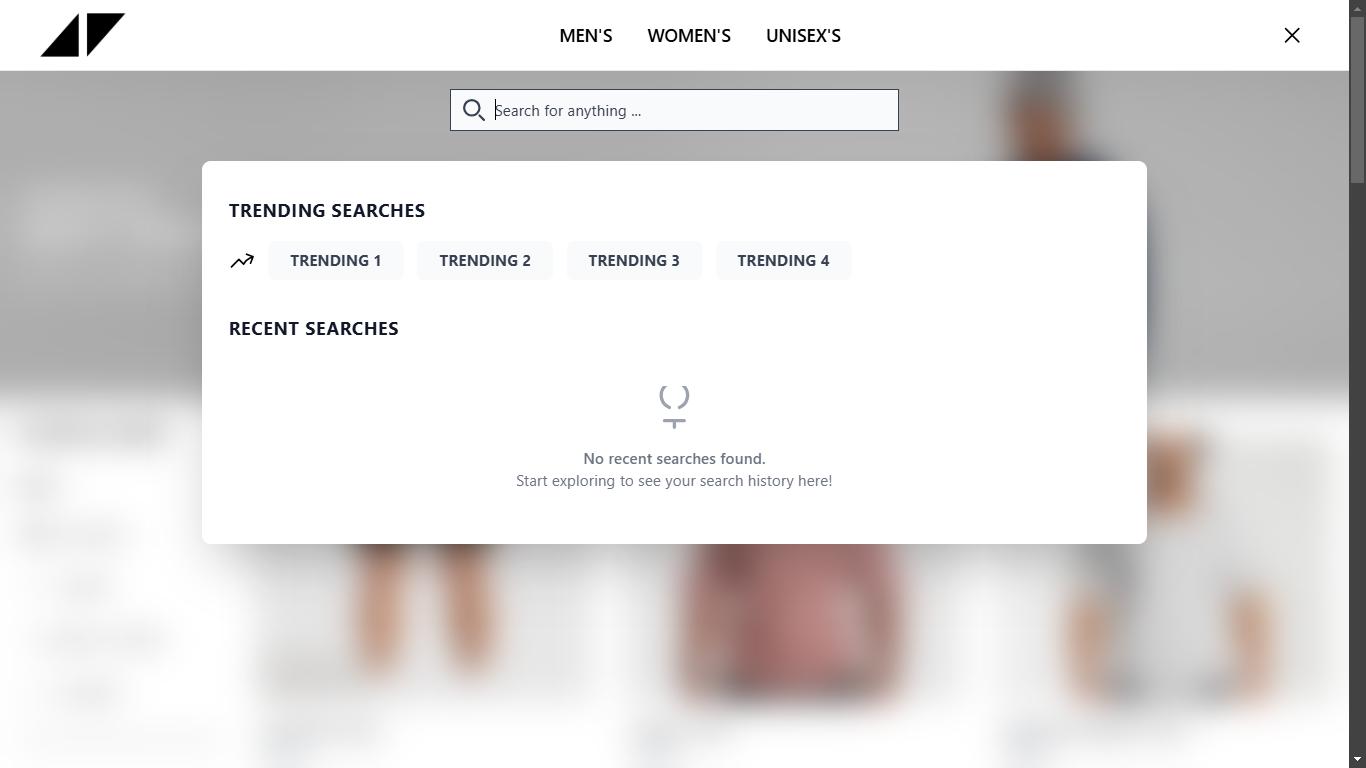 MEN'S WOMEN'S UNISEX'S
Search for anything ...
TRENDING SEARCHES
TRENDING 1 TRENDING 2 TRENDING 3 TRENDING 4
RECENT SEARCHES
No recent searches found.
Start exploring to see your search history here!